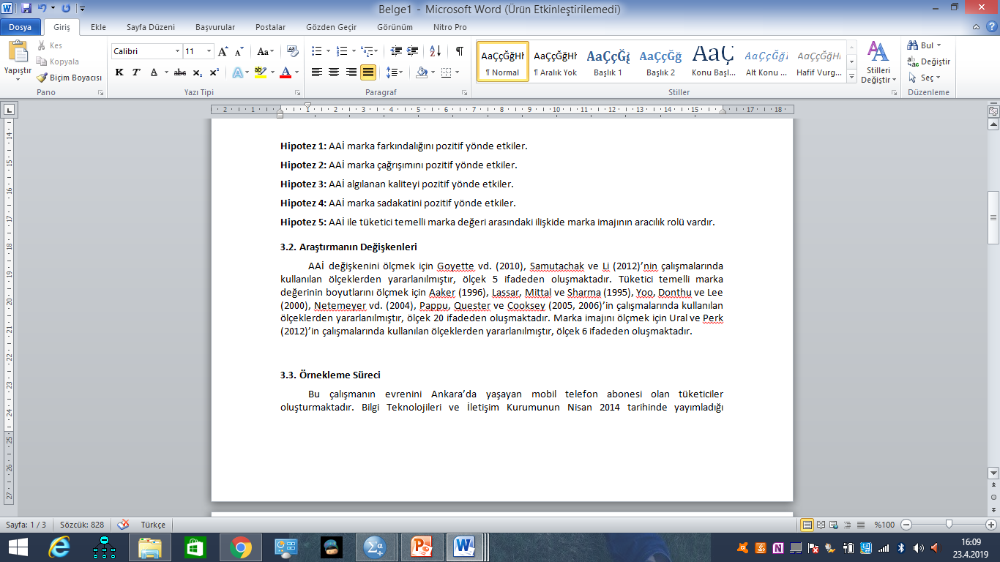 Belge1 - Microsoft Word (Ürün Etkinleştirilemedi)
Dosya Giriş Ekle Sayfa Düzeni Başvurular Postalar Gözden Geçir Görünüm Nitro Pro
Yapıştır
Kes
Kopyala
Biçim Boyacısı
Pano
Calibri 11
K T A abc x₂ x²
Yazı Tipi
Paragraf
AaÇçĞğHł AaÇçĞğHł AaÇçĞğ AaÇçĞğ AaÇ AaÇçĞğI AaÇçĞğH
¶ Normal ¶ Aralık Yok Başlık 1 Başlık 2 Konu Başl... Alt Konu ... Hafif Vurg...
Stiller
Stilleri Değiştir
Bul
Değiştir
Seç
Düzenleme
Hipotez 1: AAİ marka farkındalığını pozitif yönde etkiler.
Hipotez 2: AAİ marka çağrışımını pozitif yönde etkiler.
Hipotez 3: AAİ algılanan kaliteyi pozitif yönde etkiler.
Hipotez 4: AAİ marka sadakatini pozitif yönde etkiler.
Hipotez 5: AAİ ile tüketici temelli marka değeri arasındaki ilişkide marka imajının aracılık rolü vardır.
3.2. Araştırmanın Değişkenleri
AAİ değişkenini ölçmek için Goyette vd. (2010), Samutachak ve Li (2012)’nin çalışmalarında
kullanılan ölçeklerden yararlanılmıştır, ölçek 5 ifadeden oluşmaktadır. Tüketici temelli marka
değerinin boyutlarını ölçmek için Aaker (1996), Lassar, Mittal ve Sharma (1995), Yoo, Donthu ve Lee
(2000), Netemeyer vd. (2004), Pappu, Quester ve Cooksey (2005, 2006)’in çalışmalarında kullanılan
ölçeklerden yararlanılmıştır, ölçek 20 ifadeden oluşmaktadır. Marka imajını ölçmek için Ural ve Perk
(2012)’in çalışmalarında kullanılan ölçeklerden yararlanılmıştır, ölçek 6 ifadeden oluşmaktadır.
3.3. Örnekleme Süreci
Bu çalışmanın evrenini Ankara’da yaşayan mobil telefon abonesi olan tüketiciler
oluşturmaktadır. Bilgi Teknolojileri ve İletişim Kurumunun Nisan 2014 tarihinde yayımladığı
Sayfa: 1 / 3 Sözcük: 828 Türkçe %100
16:09
23.4.2019